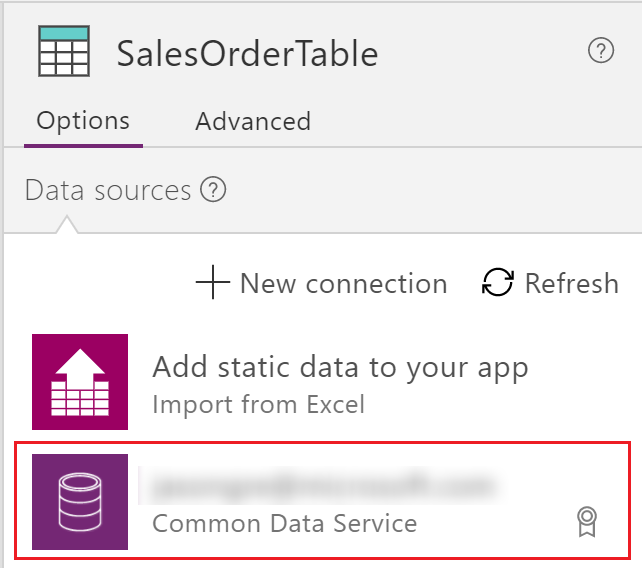 SalesOrderTable
Options Advanced
Data sources
New connection Refresh
Add static data to your app
Import from Excel
Common Data Service